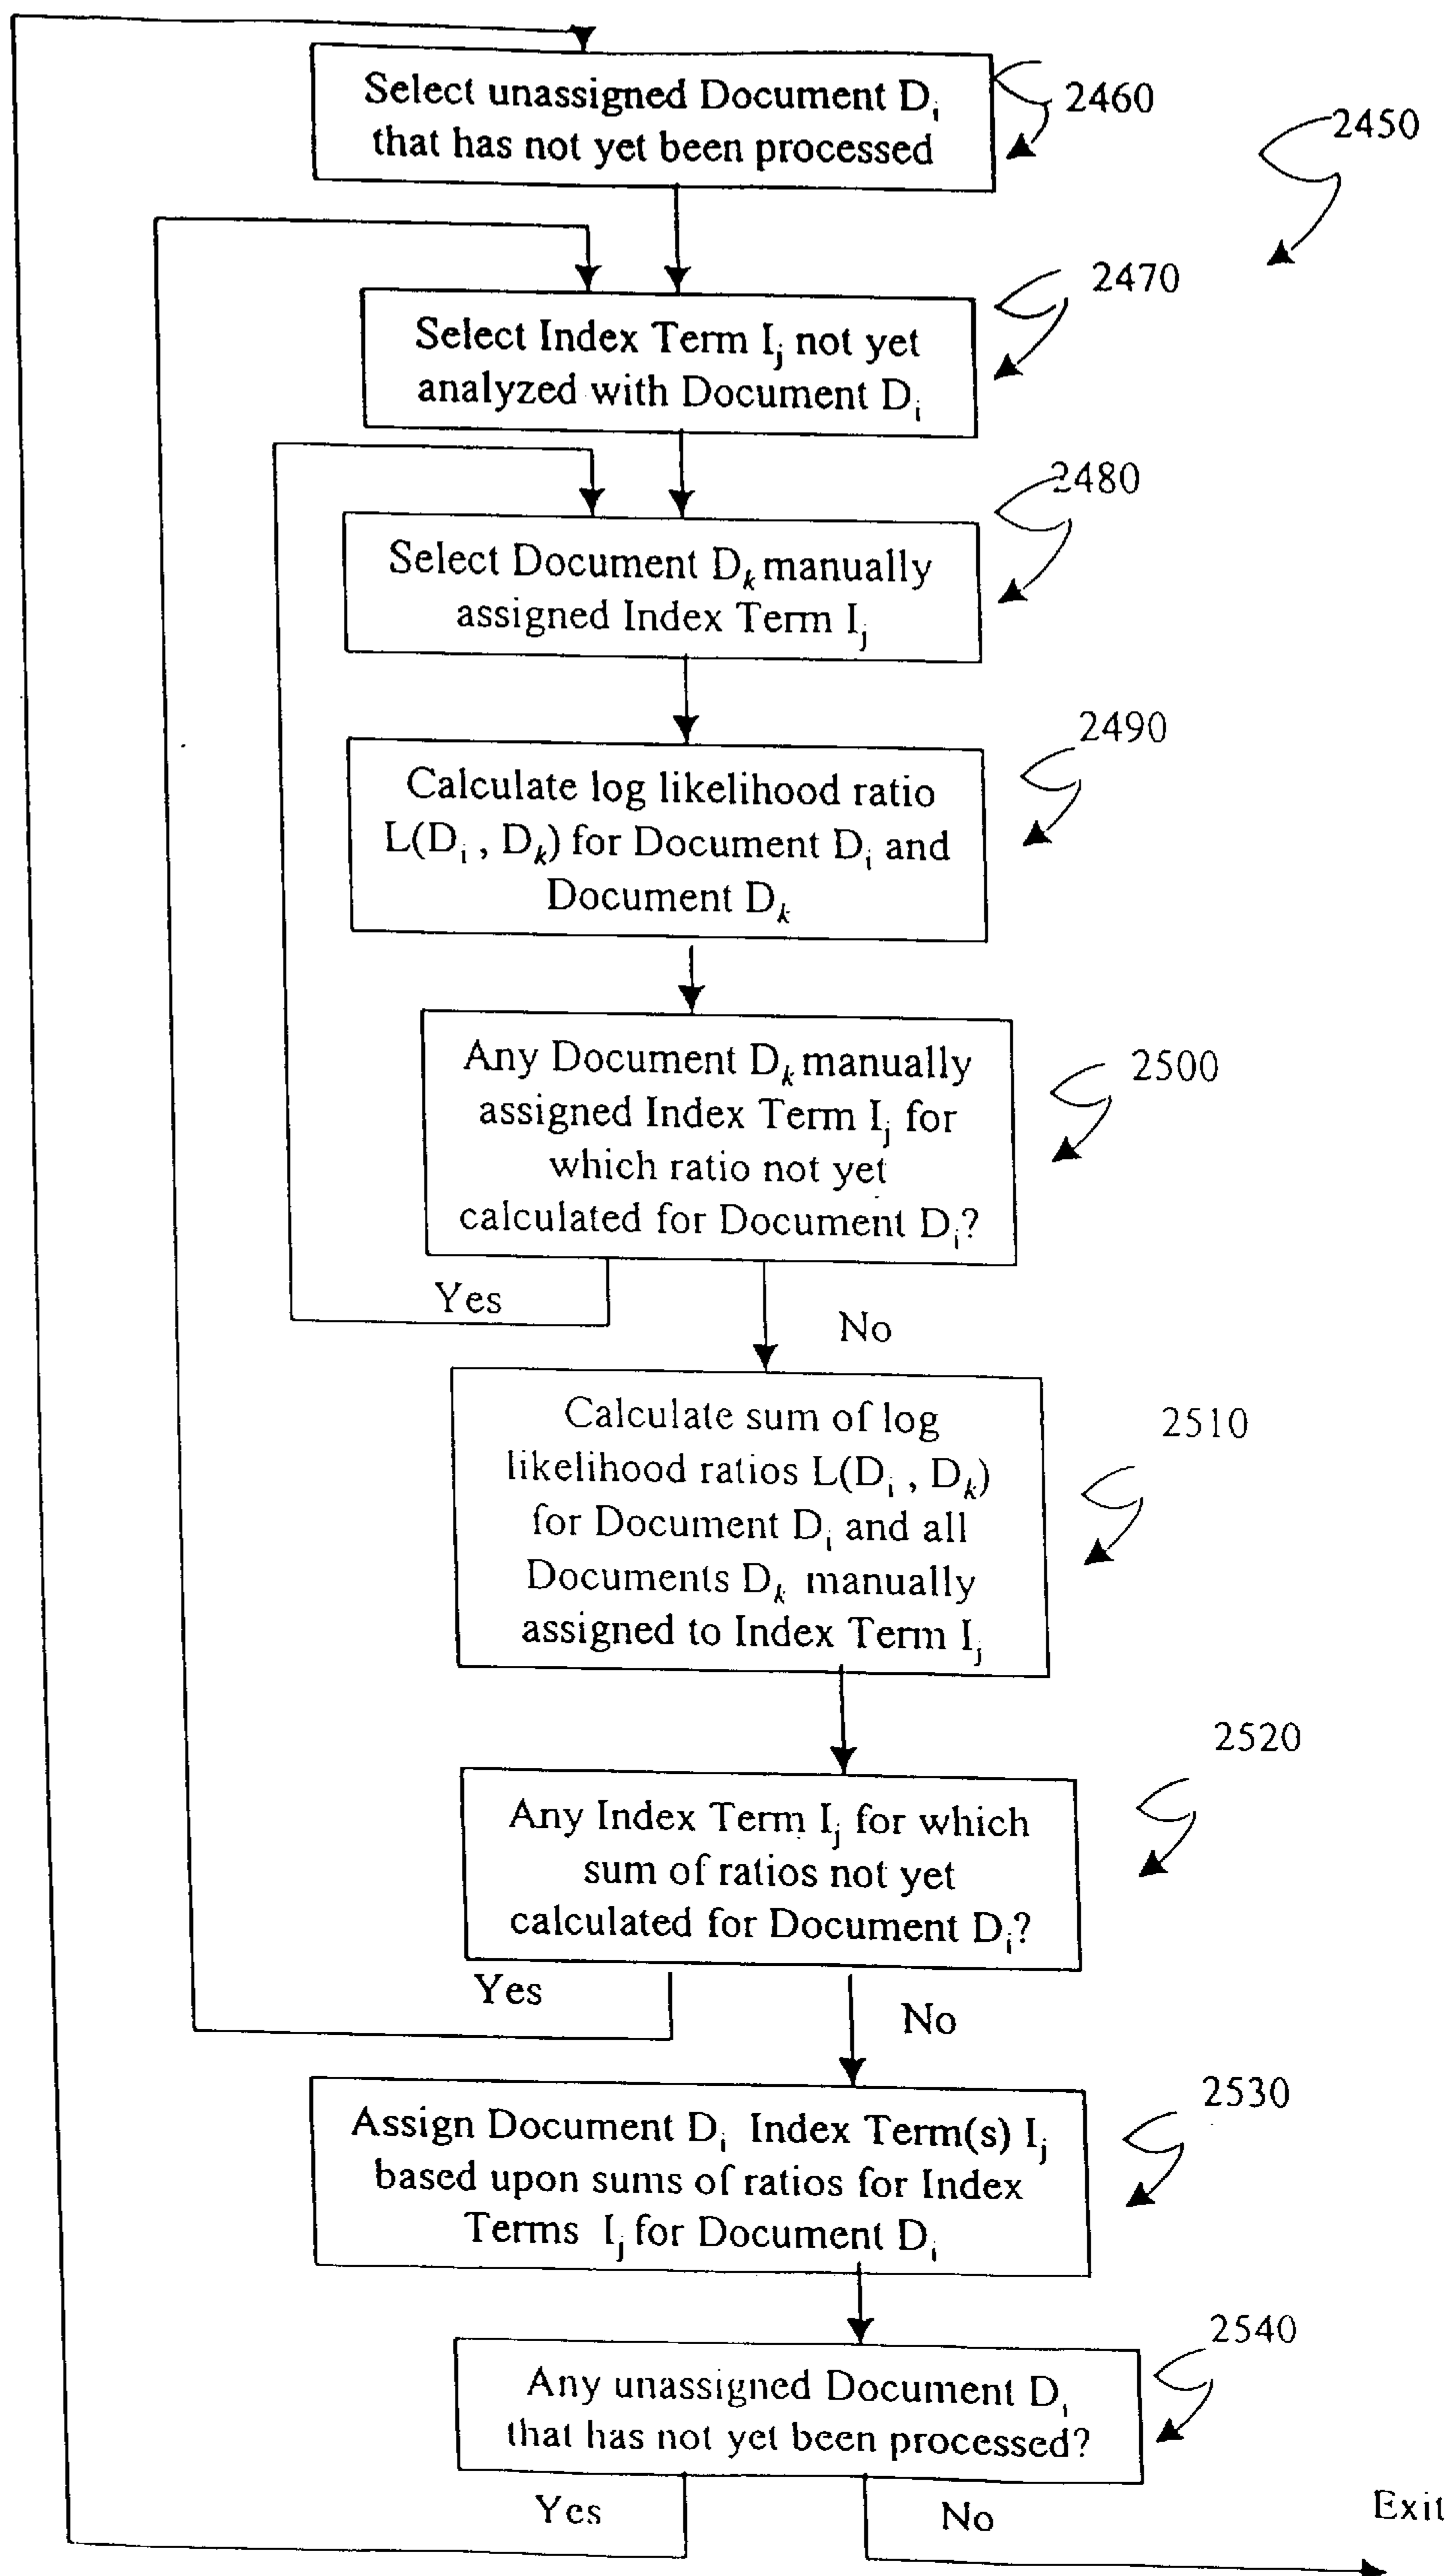 Select unassigned Document Di
that has not yet been processed
2460
2450
Select Index Term Ij not yet
analyzed with Document Di
2470
Select Document Dk manually
assigned Index Term Ij
2480
Calculate log likelihood ratio
L(Di , Dk) for Document Di and
Document Dk
2490
Any Document Dk manually
assigned Index Term Ij for
which ratio not yet
calculated for Document Di?
2500
Yes
No
Calculate sum of log
likelihood ratios L(Di , Dk)
for Document Di and all
Documents Dk manually
assigned to Index Term Ij
2510
Any Index Term Ij for which
sum of ratios not yet
calculated for Document Di?
2520
Yes
No
Assign Document Di Index Term(s) Ij
based upon sums of ratios for Index
Terms Ij for Document Di
2530
Any unassigned Document Di
that has not yet been processed?
2540
Yes
No
Exit